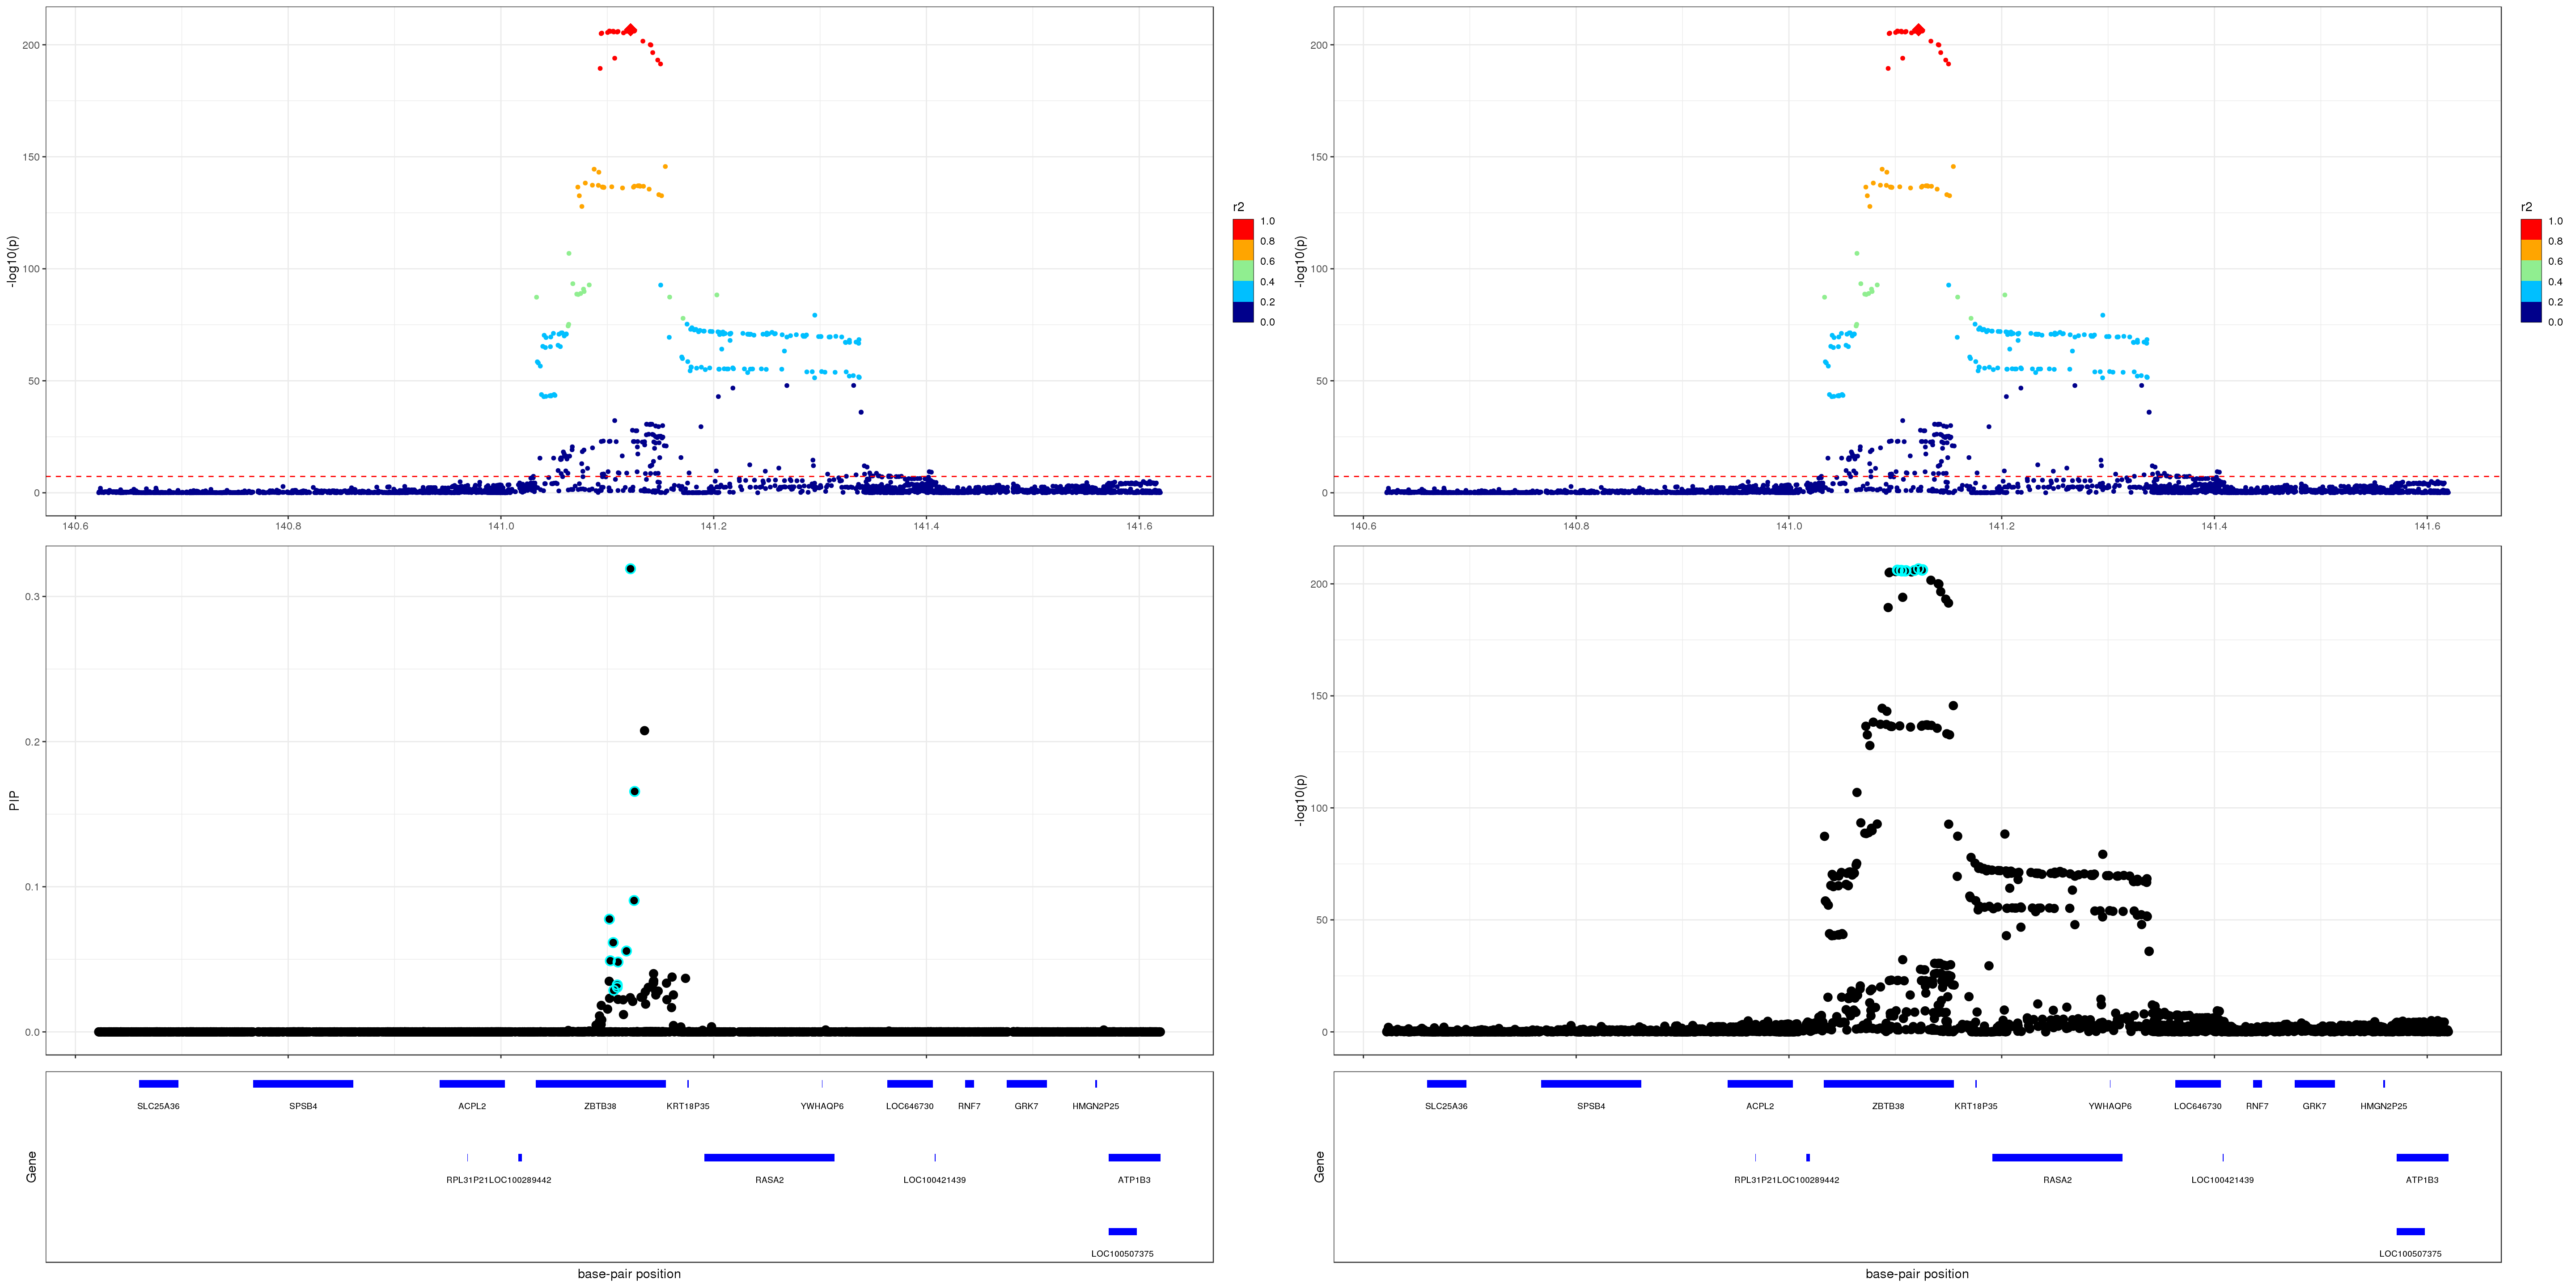 200
150
100
50
0
-log10(p)
140.6 140.8 141.0 141.2 141.4 141.6
r2
1.0
0.8
0.6
0.4
0.2
0.0
200
150
100
50
0
-log10(p)
140.6 140.8 141.0 141.2 141.4 141.6
r2
1.0
0.8
0.6
0.4
0.2
0.0
0.3
0.2
0.1
0.0
PIP
200
150
100
50
0
-log10(p)
Gene
SLC25A36 SPSB4 ACPL2 ZBTB38 KRT18P35 YWHAQP6 LOC646730 RNF7 GRK7 HMGN2P25
RPL31P21LOC100289442 RASA2 LOC100421439 ATP1B3
LOC100507375
base-pair position
Gene
SLC25A36 SPSB4 ACPL2 ZBTB38 KRT18P35 YWHAQP6 LOC646730 RNF7 GRK7 HMGN2P25
RPL31P21LOC100289442 RASA2 LOC100421439 ATP1B3
LOC100507375
base-pair position